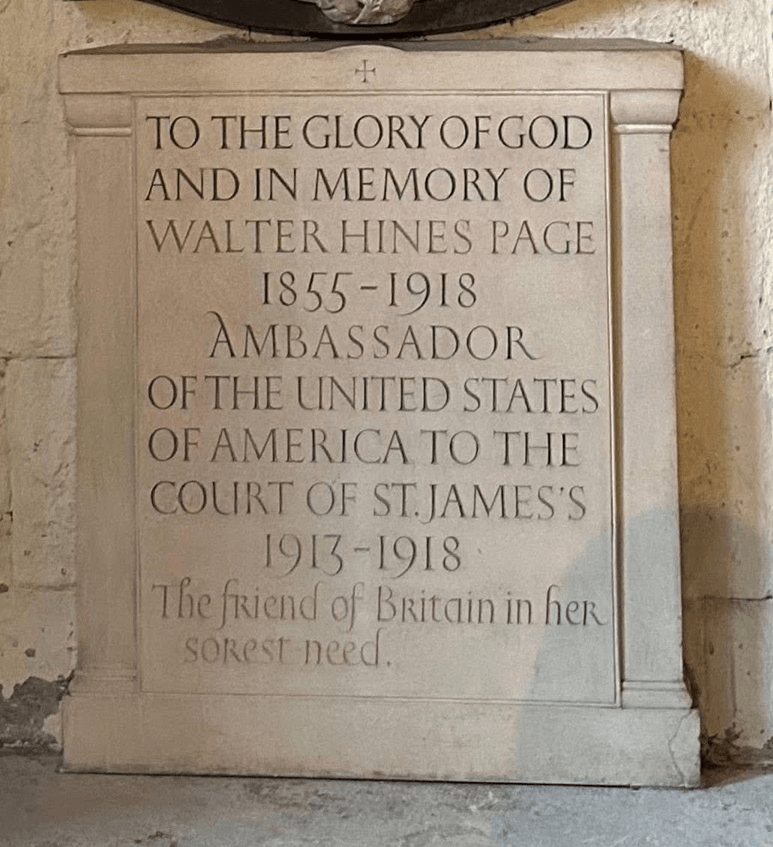 TO THE GLORY OF GOD
AND IN MEMORY OF
WALTER HINES PAGE
1855-1918
AMBASSADOR
OF THE UNITED STATES
OF AMERICA TO THE
COURT OF ST. JAMES'S
1913-1918
The friend of Britain in her
sorest need.